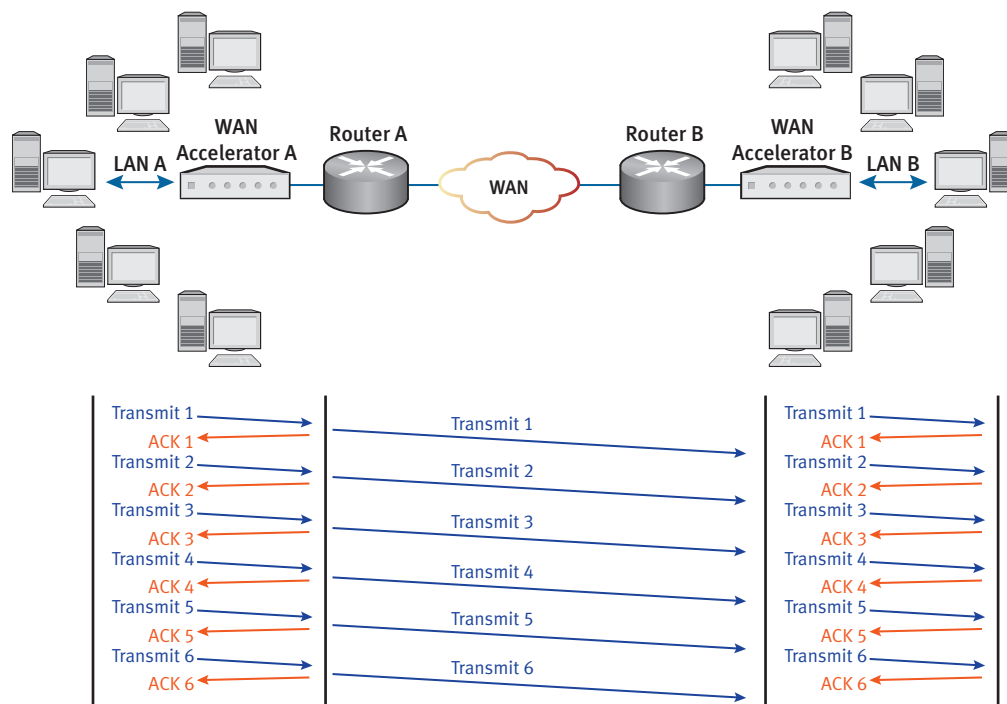 WAN
Accelerator A
Router A
Router B
WAN
Accelerator B
LAN A
WAN
LAN B
Transmit 1
ACK 1
Transmit 2
ACK 2
Transmit 3
ACK 3
Transmit 4
ACK 4
Transmit 5
ACK 5
Transmit 6
ACK 6
Transmit 1
Transmit 2
Transmit 3
Transmit 4
Transmit 5
Transmit 6
Transmit 1
ACK 1
Transmit 2
ACK 2
Transmit 3
ACK 3
Transmit 4
ACK 4
Transmit 5
ACK 5
Transmit 6
ACK 6